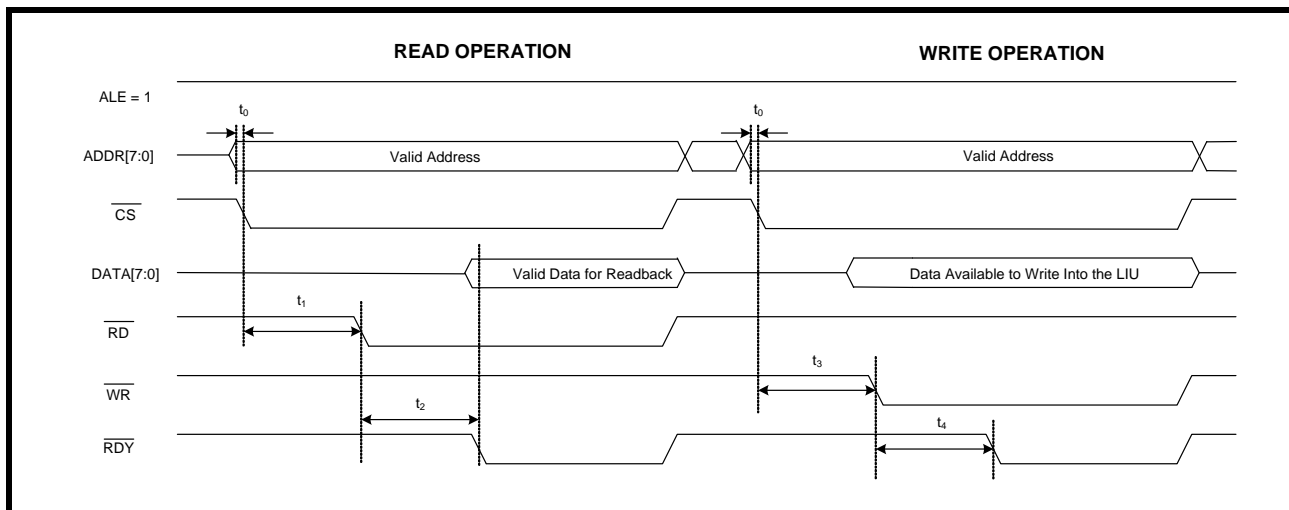 READ OPERATION WRITE OPERATION
ALE = 1
t0 t0
ADDR[7:0] Valid Address Valid Address
CS
DATA[7:0] Valid Data for Readback Data Available to Write Into the LIU
t1
RD
t3
WR
t2 t4
RDY